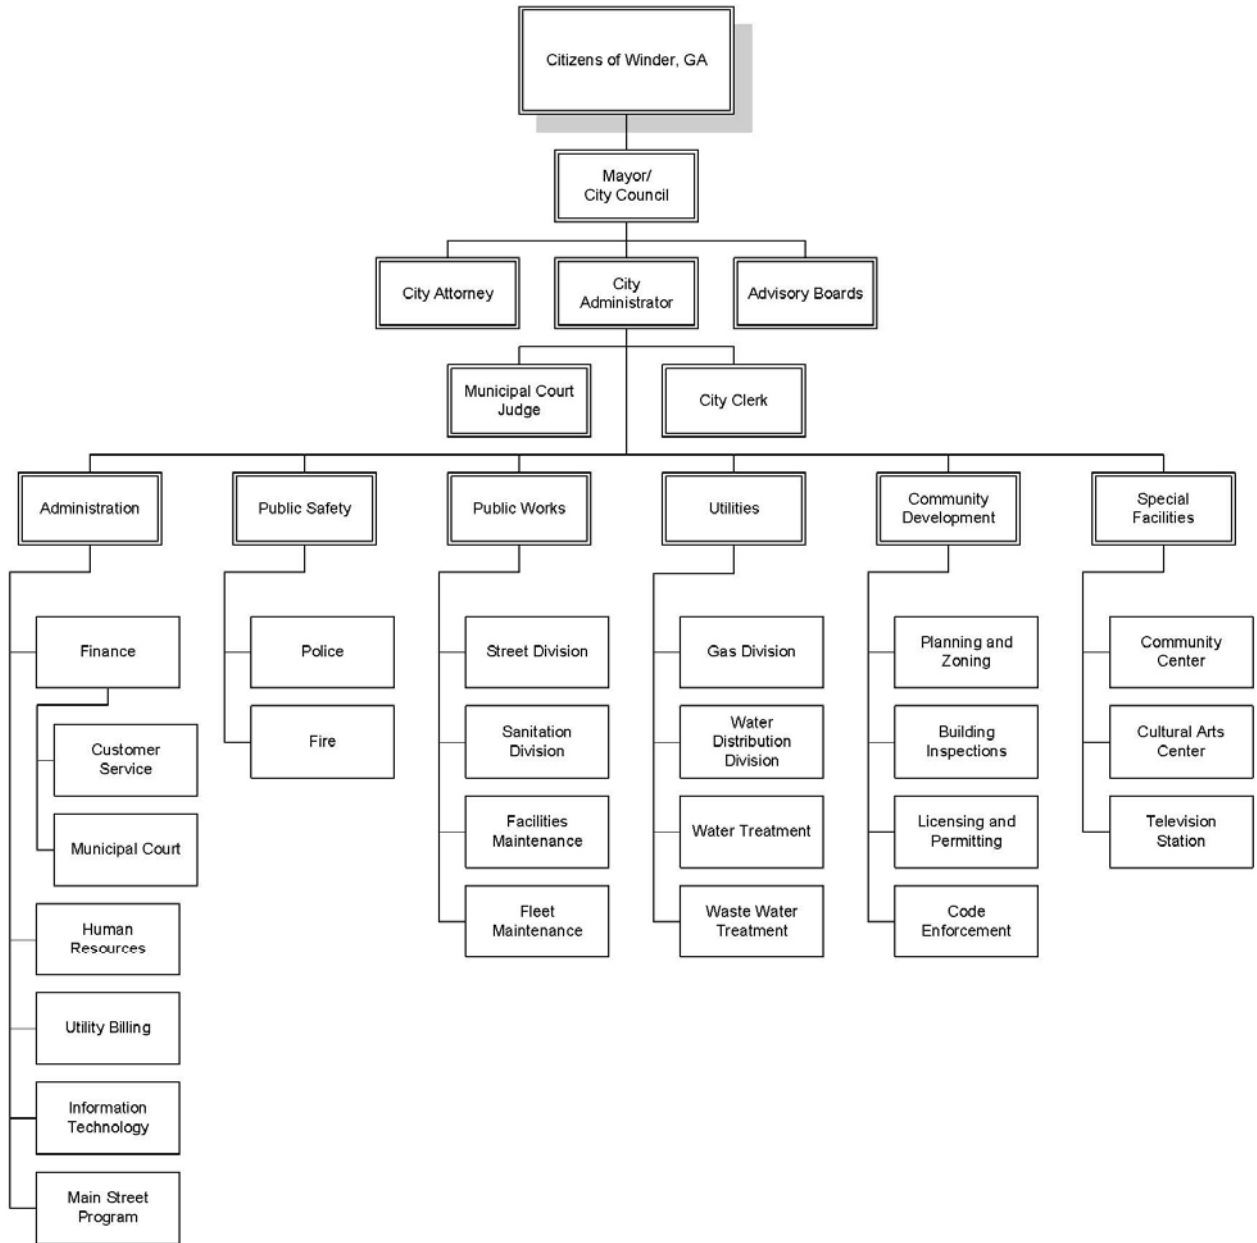 Citizens of Winder, GA
Mayor/
City Council
City Attorney
City
Administrator
Advisory Boards
Municipal Court
Judge
City Clerk
Administration
Public Safety
Public Works
Utilities
Community
Development
Special
Facilities
Finance
Customer
Service
Municipal Court
Human
Resources
Utility Billing
Information
Technology
Main Street
Program
Police
Fire
Street Division
Sanitation
Division
Facilities
Maintenance
Fleet
Maintenance
Gas Division
Water
Distribution
Division
Water Treatment
Waste Water
Treatment
Planning and
Zoning
Building
Inspections
Licensing and
Permitting
Code
Enforcement
Community
Center
Cultural Arts
Center
Television
Station